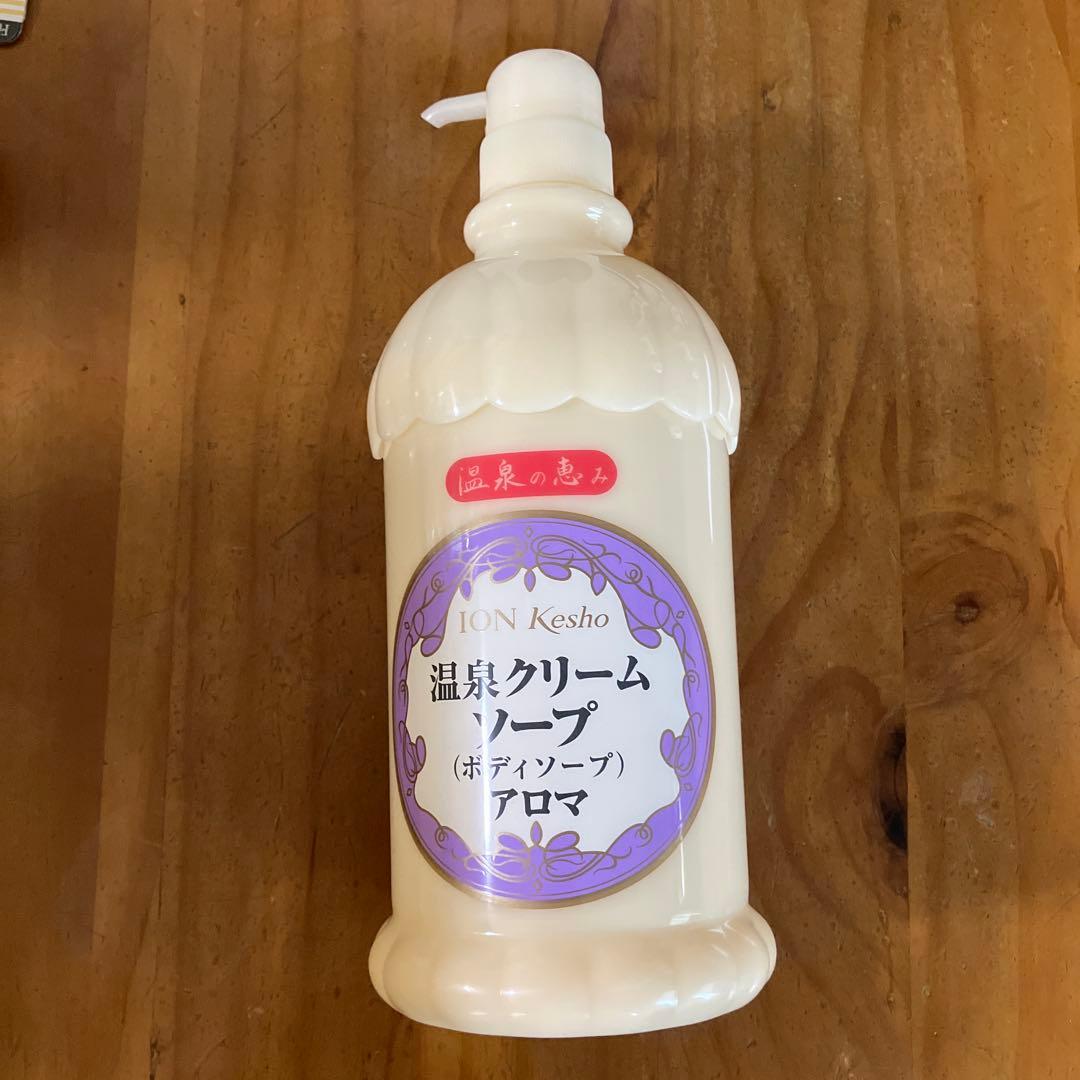 温泉の恵み
ION Kesho
温泉クリーム
ソープ
(ボディソープ)
アロマ